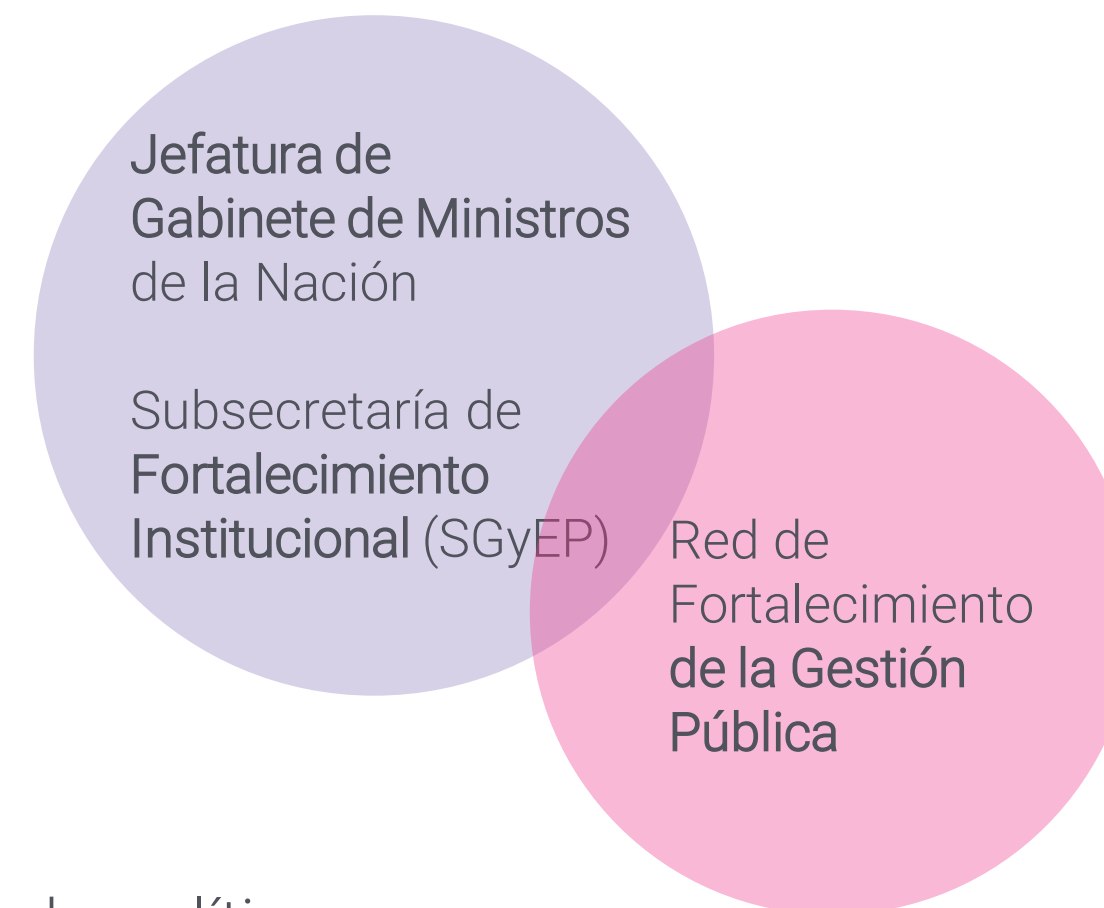 Jefatura de
Gabinete de Ministros
de la Nación
Subsecretaría de
Fortalecimiento
Institucional (SGyEP)
Red de
Fortalecimiento
de la Gestión
Pública